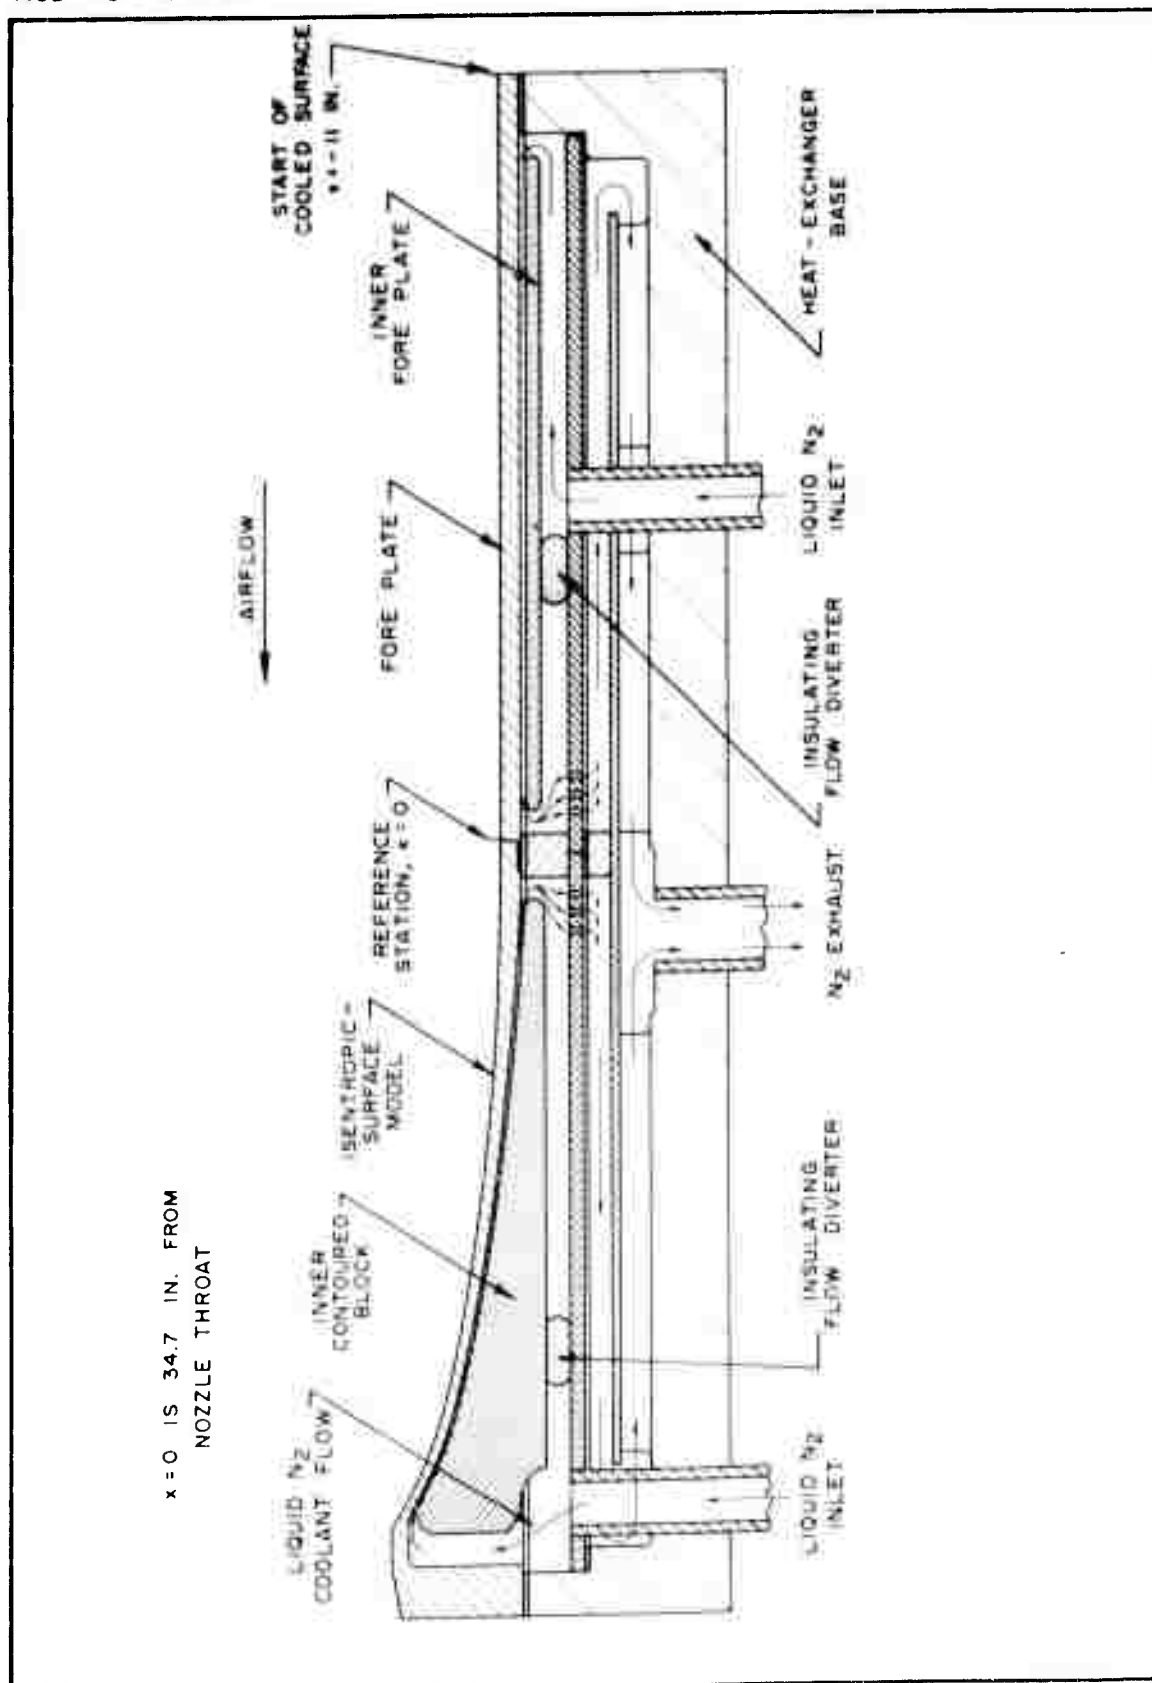 x = 0 IS 34.7 IN. FROM
NOZZLE THROAT
AIRFLOW
LIQUID N2
COOLANT FLOW
INNER
CONTOURED
BLOCK
ISENTROPIC-
SURFACE
MODEL
REFERENCE
STATION, x = 0
FORE PLATE
INNER
FORE PLATE
START OF
COOLED SURFACE
x = -11 IN.
LIQUID N2
INLET
INSULATING
FLOW DIVERTER
N2 EXHAUST
INSULATING
FLOW DIVERTER
LIQUID N2
INLET
HEAT-EXCHANGER
BASE